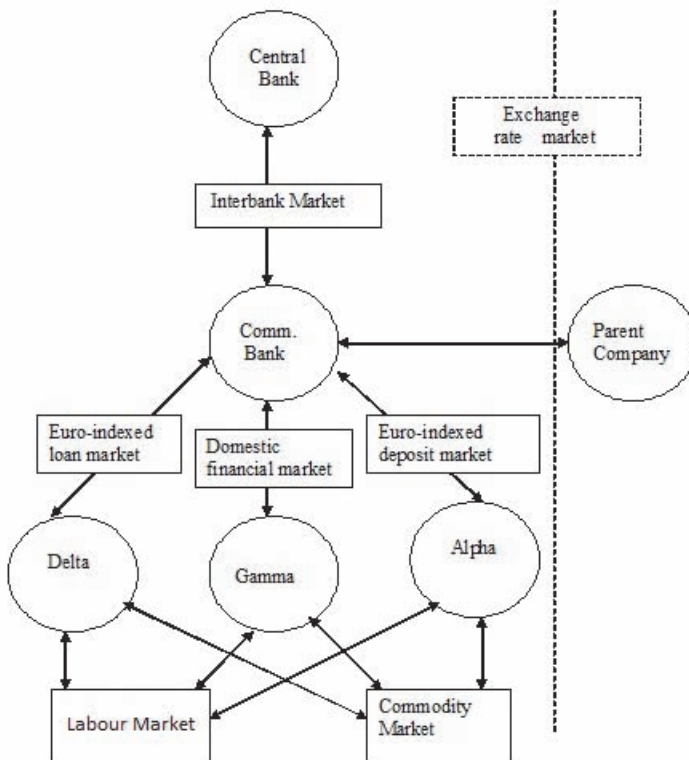 Central
Bank
Exchange
rate market
Interbank Market
Comm.
Bank
Parent
Company
Euro-indexed
loan market
Domestic
financial market
Euro-indexed
deposit market
Delta
Gamma
Alpha
Labour Market
Commodity
Market